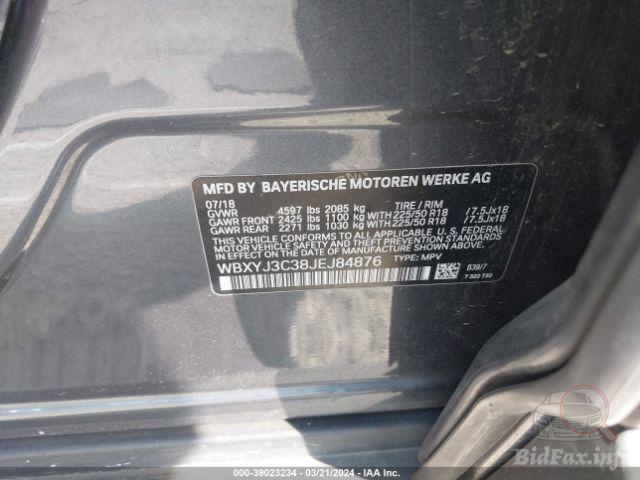 MFD BY BAYERISCHE MOTOREN WERKE AG
07/18
GVWR 4597 lbs 2085 kg TIRE / RIM
GAWR FRONT 2425 lbs 1100 kg WITH 225/50 R18 / 7.5Jx18
GAWR REAR 2271 lbs 1030 kg WITH 225/50 R18 / 7.5Jx18
THIS VEHICLE CONFORMS TO ALL APPLICABLE U.S. FEDERAL
MOTOR VEHICLE SAFETY, BUMPER, AND THEFT PREVENTION STANDARDS
IN EFFECT ON THE DATE OF MANUFACTURE SHOWN ABOVE.
WBXYJ3C38JEJ84876 TYPE: MPV
B39/7
7 322 730
000-39023234 - 03/21/2024 - IAA Inc.
BidFax.info